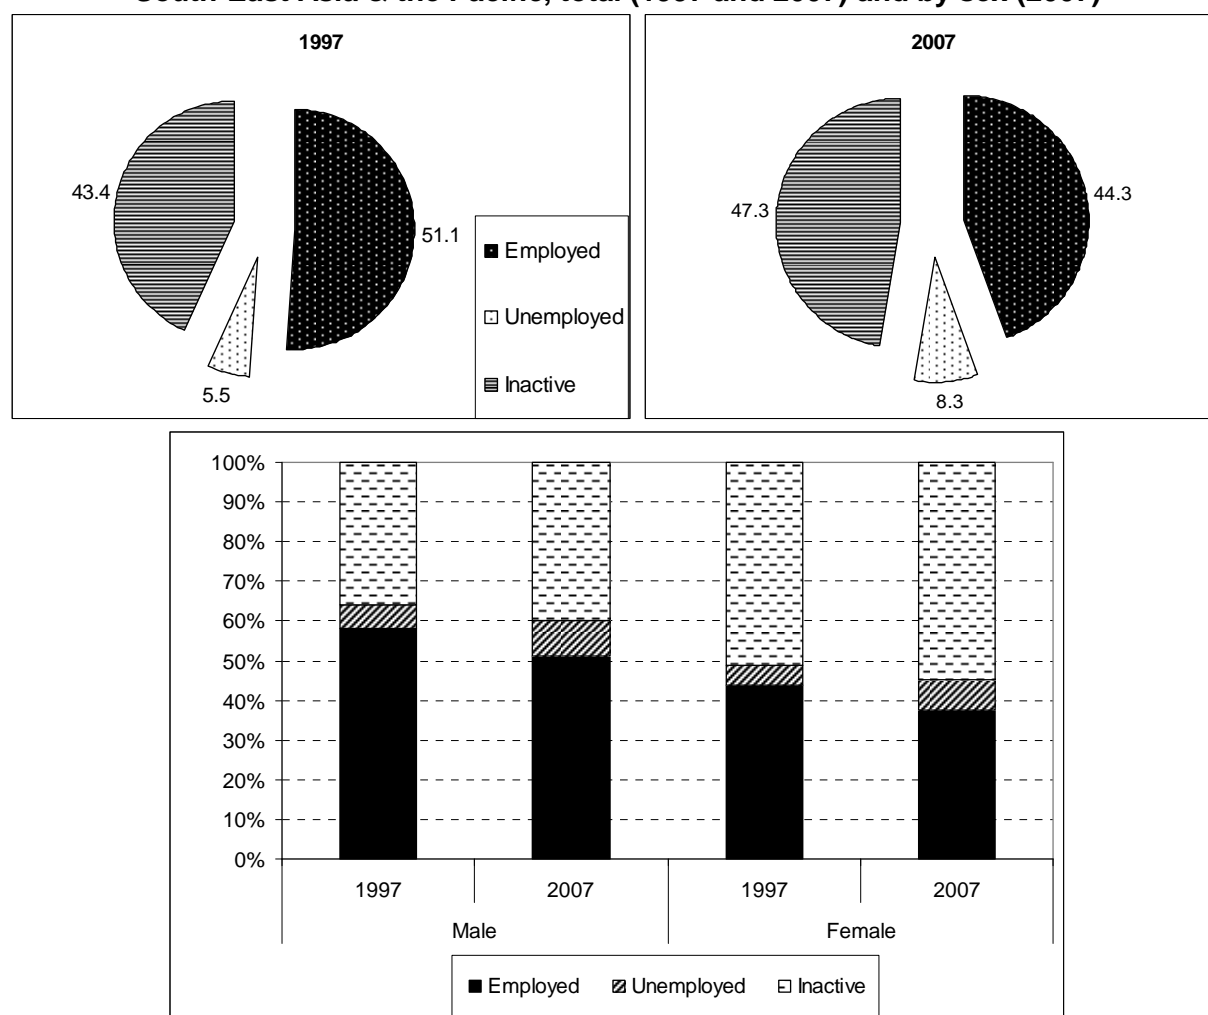 South-East Asia & the Pacific, total (1997 and 2007) and by sex (2007)
1997
43.4
51.1
5.5
Employed
Unemployed
Inactive
2007
47.3
44.3
8.3
100%
90%
80%
70%
60%
50%
40%
30%
20%
10%
0%
1997 2007 1997 2007
Male Female
Employed Unemployed Inactive